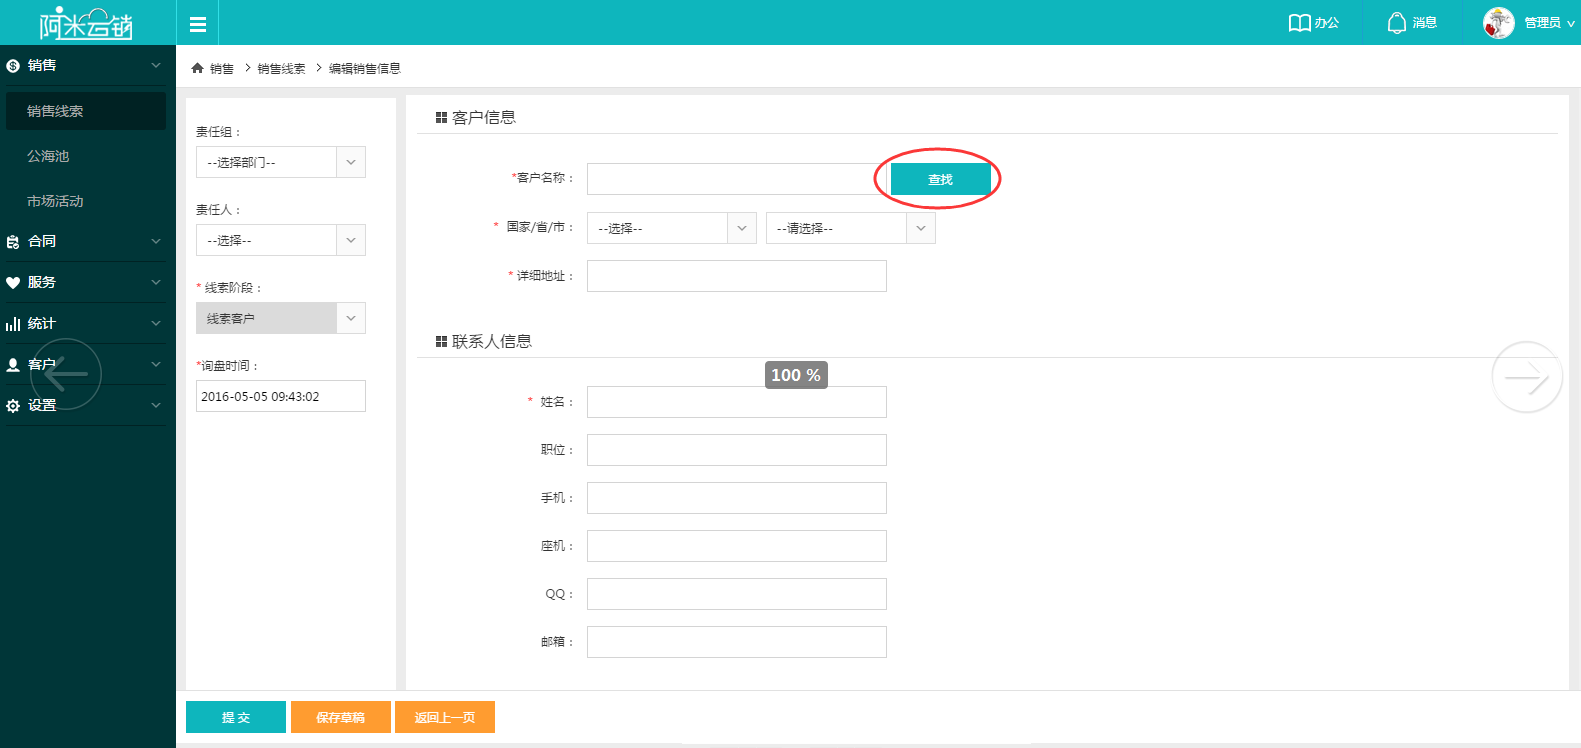 阿米云销
办公
消息
管理员
销售
销售线索
公海池
市场活动
合同
服务
统计
客户
设置
销售 > 销售线索 > 编辑销售信息
责任组：
--选择部门--
责任人：
--选择--
* 线索阶段：
线索客户
*询盘时间：
2016-05-05 09:43:02
客户信息
*客户名称：
查找
* 国家/省/市： --选择-- --请选择--
* 详细地址：
联系人信息
100 %
* 姓名：
职位：
手机：
座机：
QQ：
邮箱：
提 交 保存草稿 返回上一页